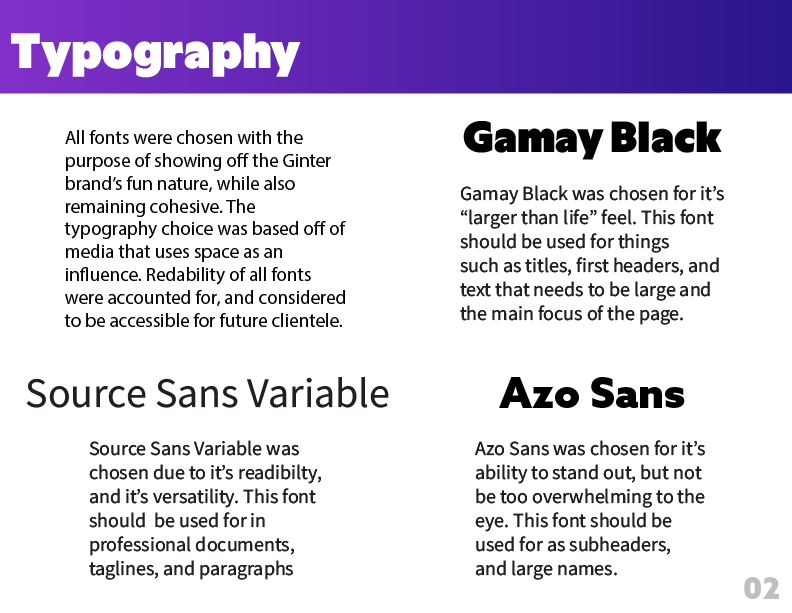 Typography
All fonts were chosen with the
purpose of showing off the Ginter
brand's fun nature, while also
remaining cohesive. The
typography choice was based off of
media that uses space as an
influence. Redability of all fonts
were accounted for, and considered
to be accessible for future clientele.
Gamay Black
Gamay Black was chosen for it's
“larger than life” feel. This font
should be used for things
such as titles, first headers, and
text that needs to be large and
the main focus of the page.
Source Sans Variable
Source Sans Variable was
chosen due to it's readibilty,
and it's versatility. This font
should  be used for in
professional documents,
taglines, and paragraphs
Azo Sans
Azo Sans was chosen for it's
ability to stand out, but not
be too overwhelming to the
eye. This font should be
used for as subheaders,
and large names.
02